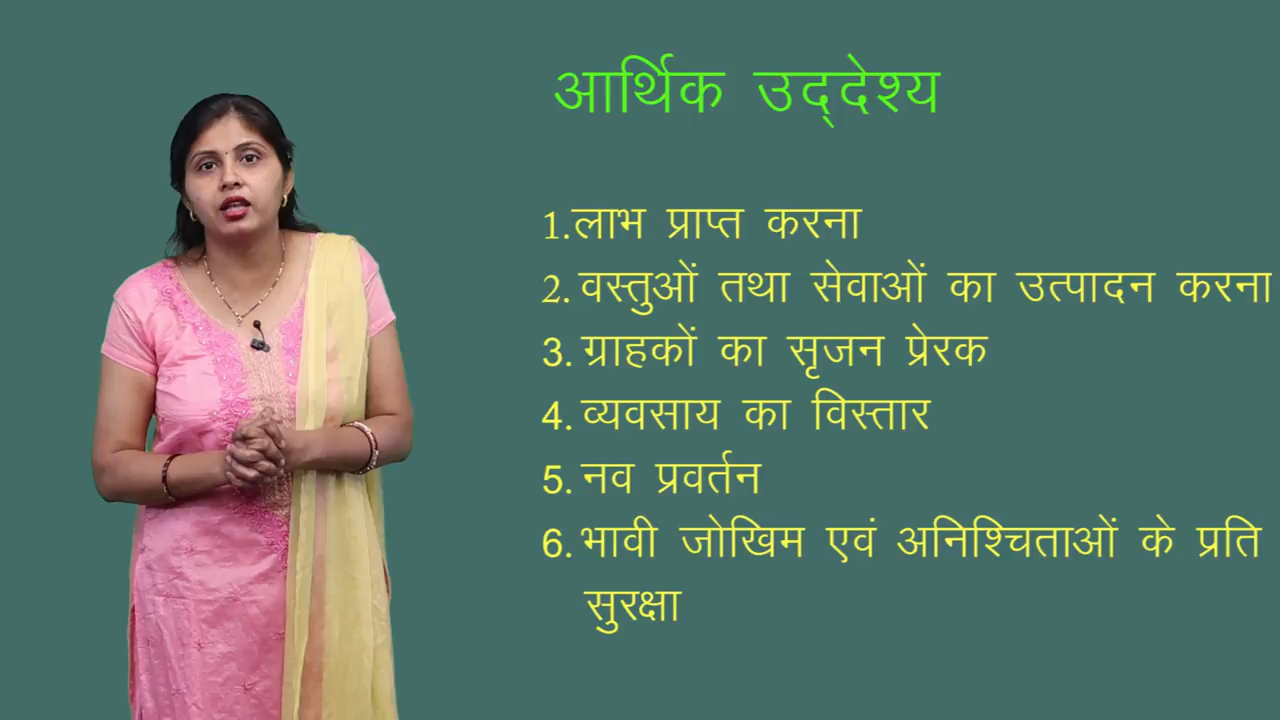 आर्थिक उद्‌देश्य
1.लाभ प्राप्त करना
2. वस्तुओं तथा सेवाओं का उत्पादन करना
3. ग्राहकों का सृजन प्रेरक
4. व्यवसाय का विस्तार
5. नव प्रवर्तन
6. भावी जोखिम एवं अनिश्चिताओं के प्रति
सुरक्षा